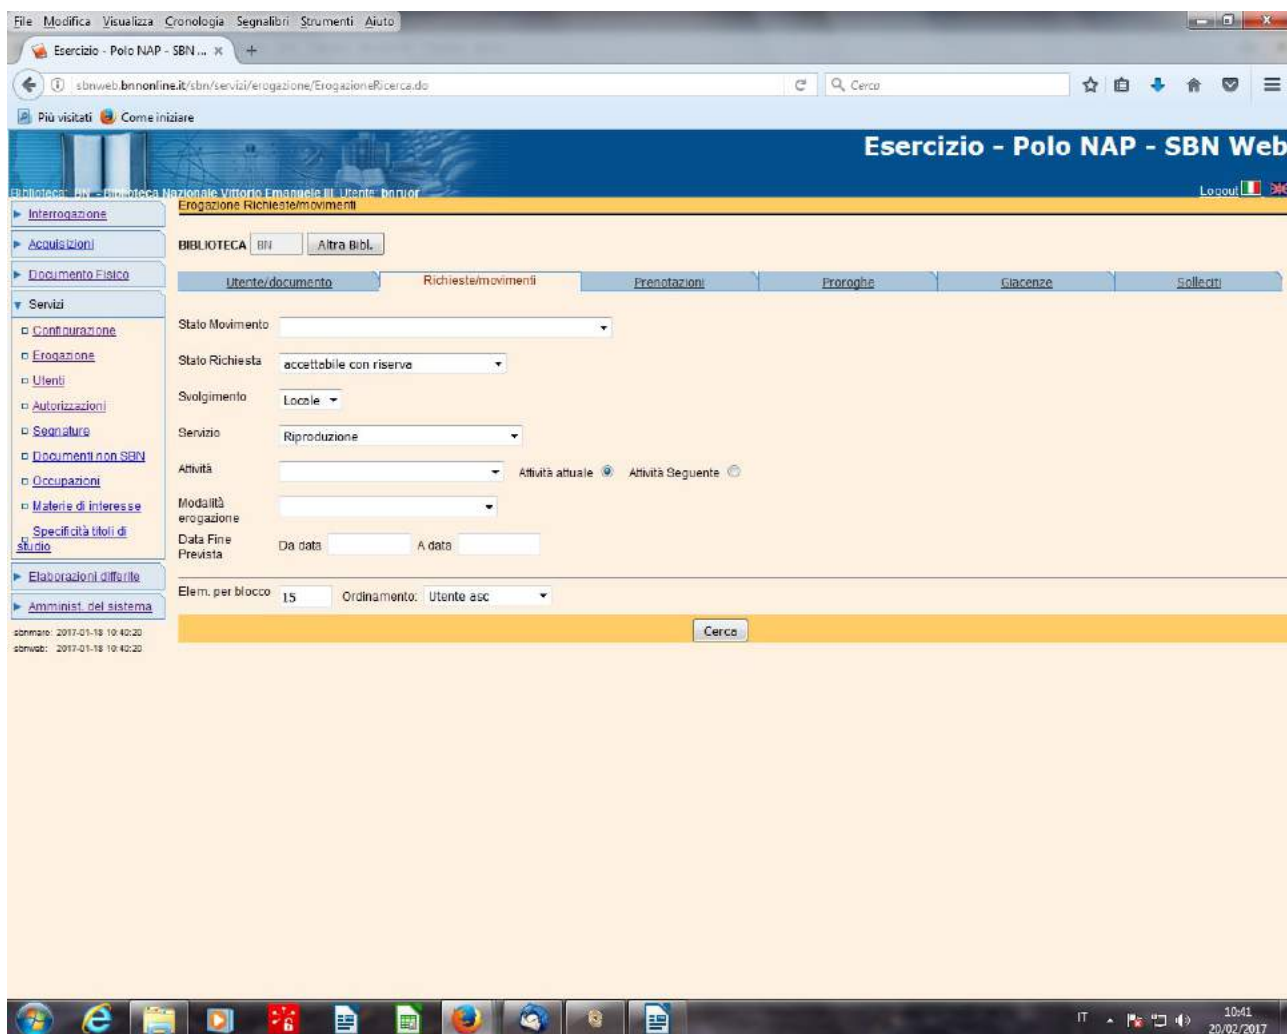 File Modifica Visualizza Cronologia Segnalibri Strumenti Aiuto
Esercizio - Polo NAP - SBN ... × +
sbnweb.bnnonline.it/sbn/servizi/erogazione/ErogazioneRicerca.do Cerca
Più visitati Come iniziare
Esercizio - Polo NAP - SBN Web
Biblioteca: BN - Biblioteca Nazionale Vittorio Emanuele III Utente: Logout
Interrogazione
Acquisizioni
Documento Fisico
Servizi
Configurazione
Erogazione
Utenti
Autorizzazioni
Segnature
Documenti non SBN
Occupazioni
Materie di interesse
Specificità titoli di
studio
Elaborazioni differite
Amminist. del sistema
sbnmarc: 2017-01-18 10:40:20
sbnweb: 2017-01-18 10:40:20
Erogazione Richieste/movimenti
BIBLIOTECA BN Altra Bibl.
Utente/documento Richieste/movimenti Prenotazioni Proroghe Giacenze Solleciti
Stato Movimento
Stato Richiesta accettabile con riserva
Svolgimento Locale
Servizio Riproduzione
Attività Attività attuale Attività Seguente
Modalità
erogazione
Data Fine
Prevista Da data A data
Elem. per blocco 15 Ordinamento: Utente asc
Cerca
IT 10:41
20/02/2017